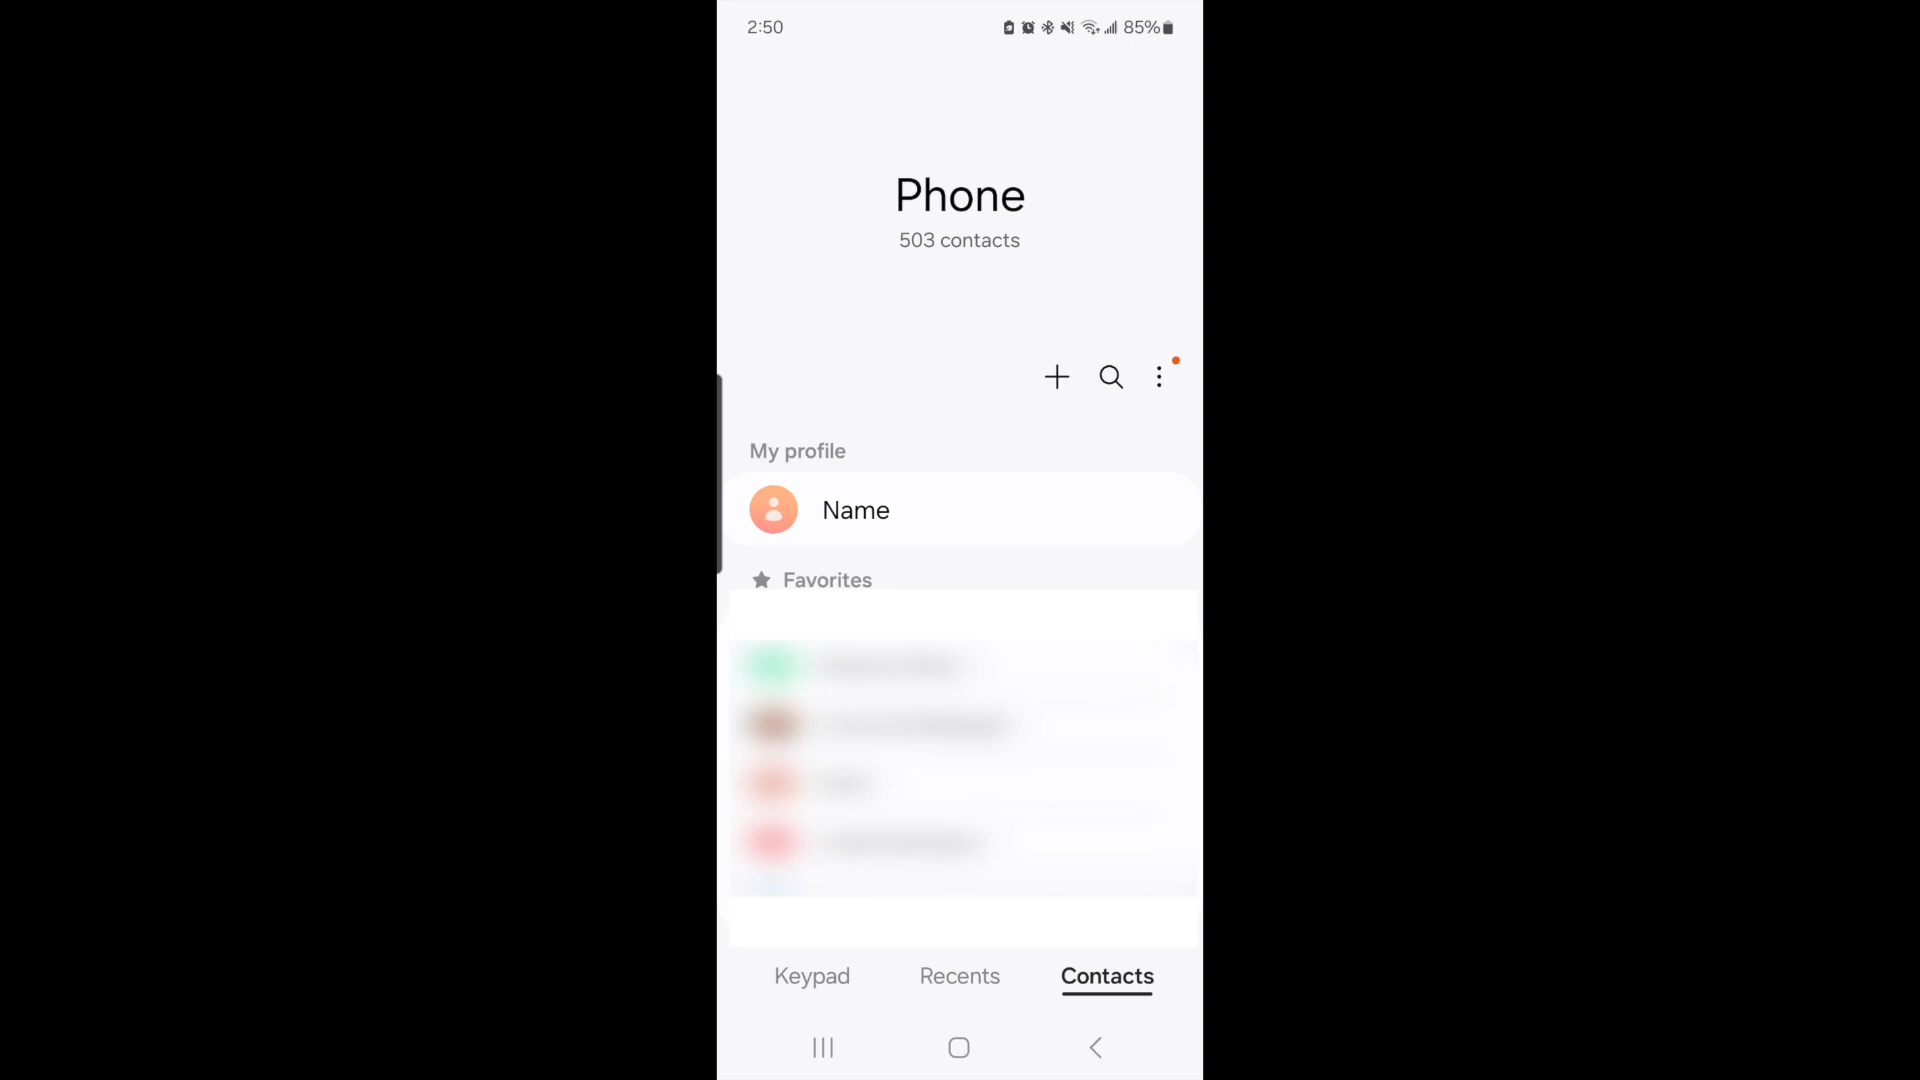 2:50
85%
Phone
503 contacts
My profile
Name
Favorites
Keypad
Recents
Contacts